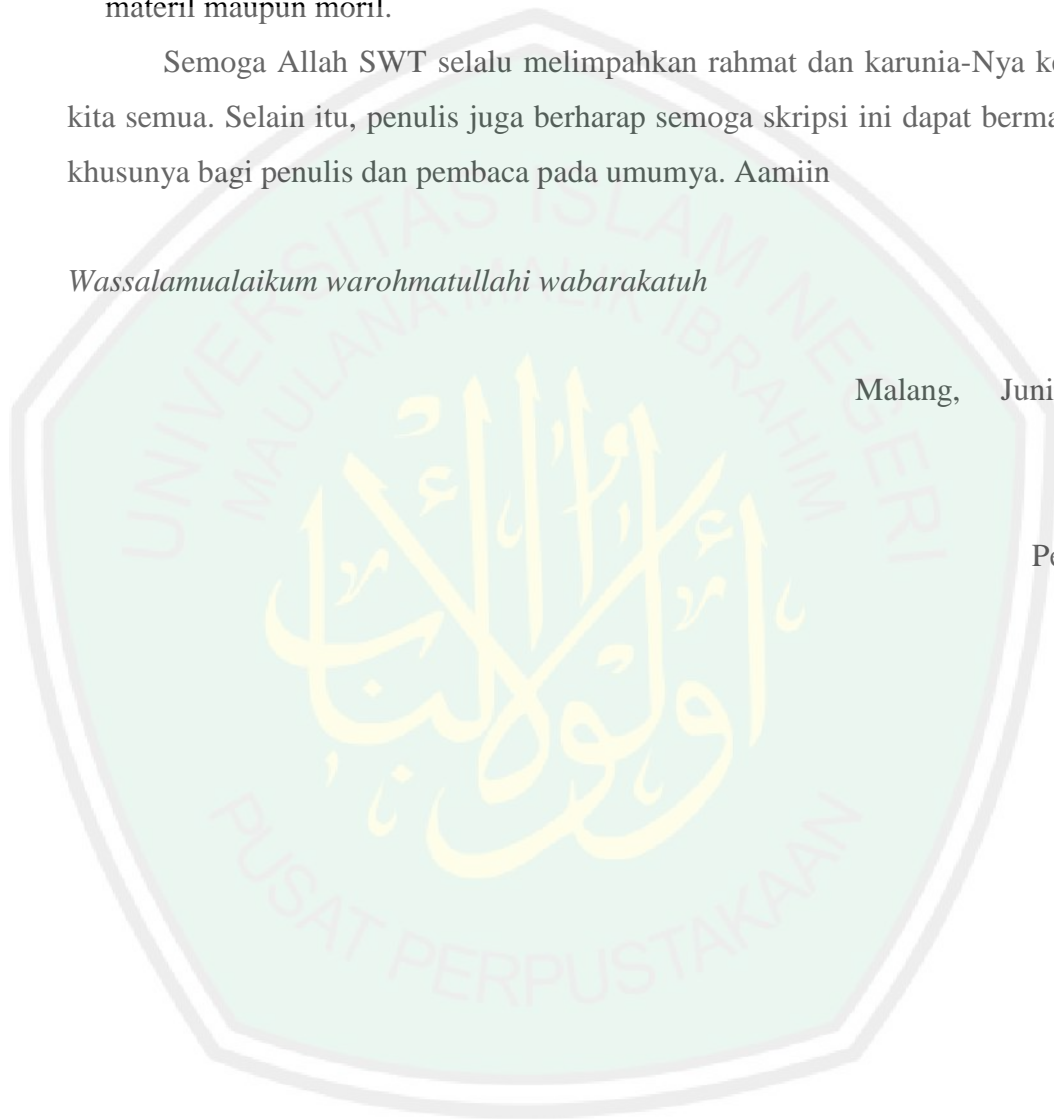 materil maupun moril.
Semoga Allah SWT selalu melimpahkan rahmat dan karunia-Nya
kita semua. Selain itu, penulis juga berharap semoga skripsi ini dapat
khusunya bagi penulis dan pembaca pada umumya. Aamiin
Wassalamualaikum warohmatullahi wabarakatuh
Malang, Juni
UNIVERSITAS ISLAM NEGERI
MAULANA MALIK IBRAHIM
أولوا الألباب
PUSAT PERPUSTAKAAN